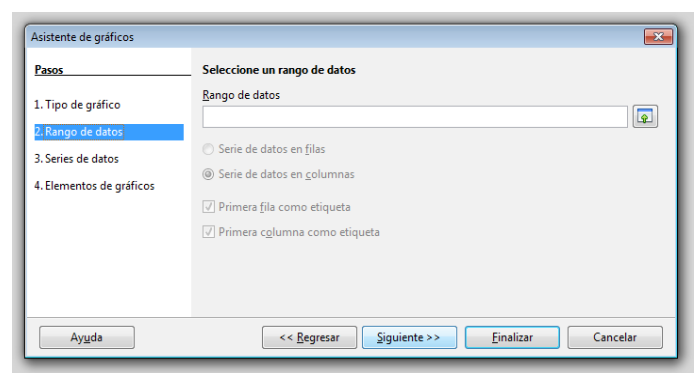 Asistente de gráficos
Pasos
1. Tipo de gráfico
2. Rango de datos
3. Series de datos
4. Elementos de gráficos
Seleccione un rango de datos
Rango de datos
Serie de datos en filas
Serie de datos en columnas
Primera fila como etiqueta
Primera columna como etiqueta
Ayuda
<< Regresar
Siguiente >>
Finalizar
Cancelar